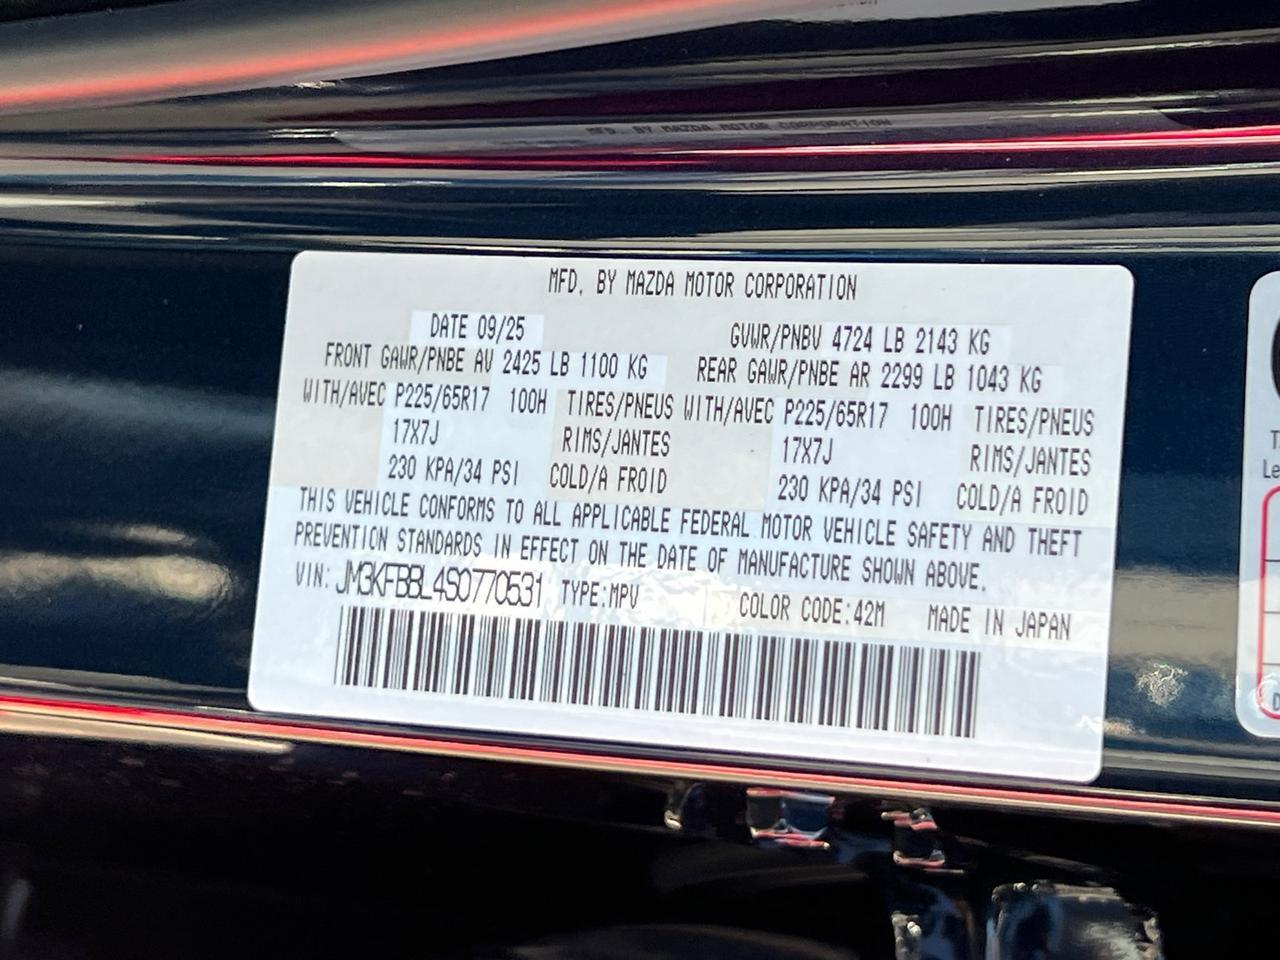 MFD. BY MAZDA MOTOR CORPORATION
MFD. BY MAZDA MOTOR CORPORATION
DATE 09/25 GVWR/PNBV 4724 LB 2143 KG
FRONT GAWR/PNBE AV 2425 LB 1100 KG REAR GAWR/PNBE AR 2299 LB 1043 KG
WITH/AVEC P225/65R17 100H TIRES/PNEUS WITH/AVEC P225/65R17 100H TIRES/PNEUS
17X7J RIMS/JANTES 17X7J RIMS/JANTES
230 KPA/34 PSI COLD/A FROID 230 KPA/34 PSI COLD/A FROID
THIS VEHICLE CONFORMS TO ALL APPLICABLE FEDERAL MOTOR VEHICLE SAFETY AND THEFT
PREVENTION STANDARDS IN EFFECT ON THE DATE OF MANUFACTURE SHOWN ABOVE.
VIN: JM3KFBBL4S0770531 TYPE:MPV COLOR CODE:42M MADE IN JAPAN